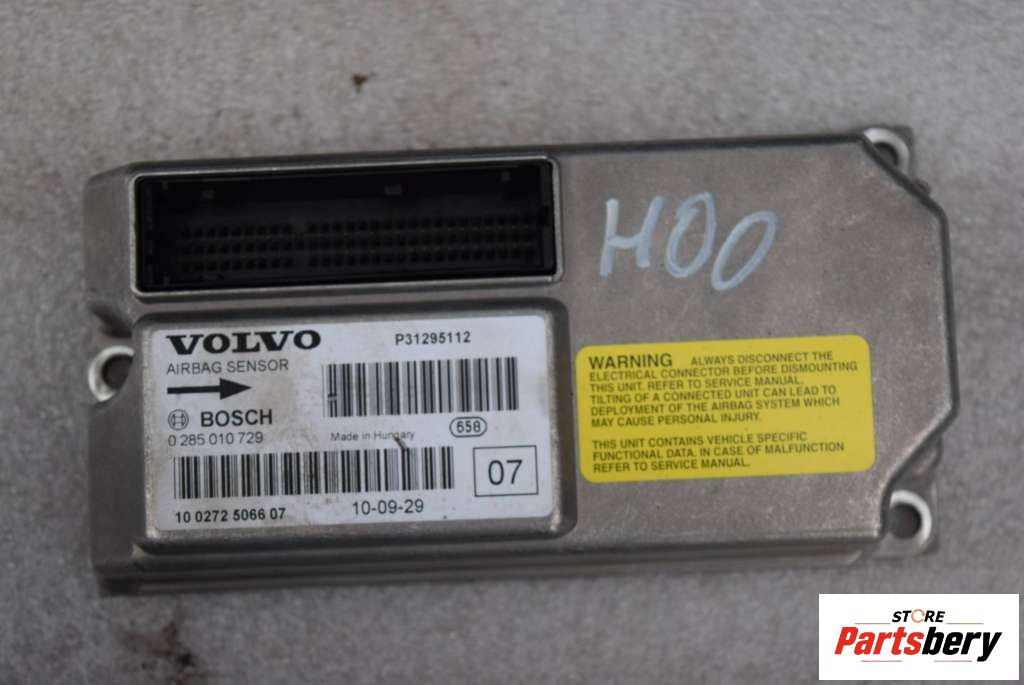 H00
VOLVO
P31295112
AIRBAG SENSOR
BOSCH
0 285 010 729
Made in Hungary
558
07
10 0272 5066 07
10-09-29
WARNING ALWAYS DISCONNECT THE
ELECTRICAL CONNECTOR BEFORE DISMOUNTING
THIS UNIT. REFER TO SERVICE MANUAL.
TILTING OF A CONNECTED UNIT CAN LEAD TO
DEPLOYMENT OF THE AIRBAG SYSTEM WHICH
MAY CAUSE PERSONAL INJURY.
THIS UNIT CONTAINS VEHICLE SPECIFIC
FUNCTIONAL DATA. IN CASE OF MALFUNCTION
REFER TO SERVICE MANUAL.
STORE
Partsbery